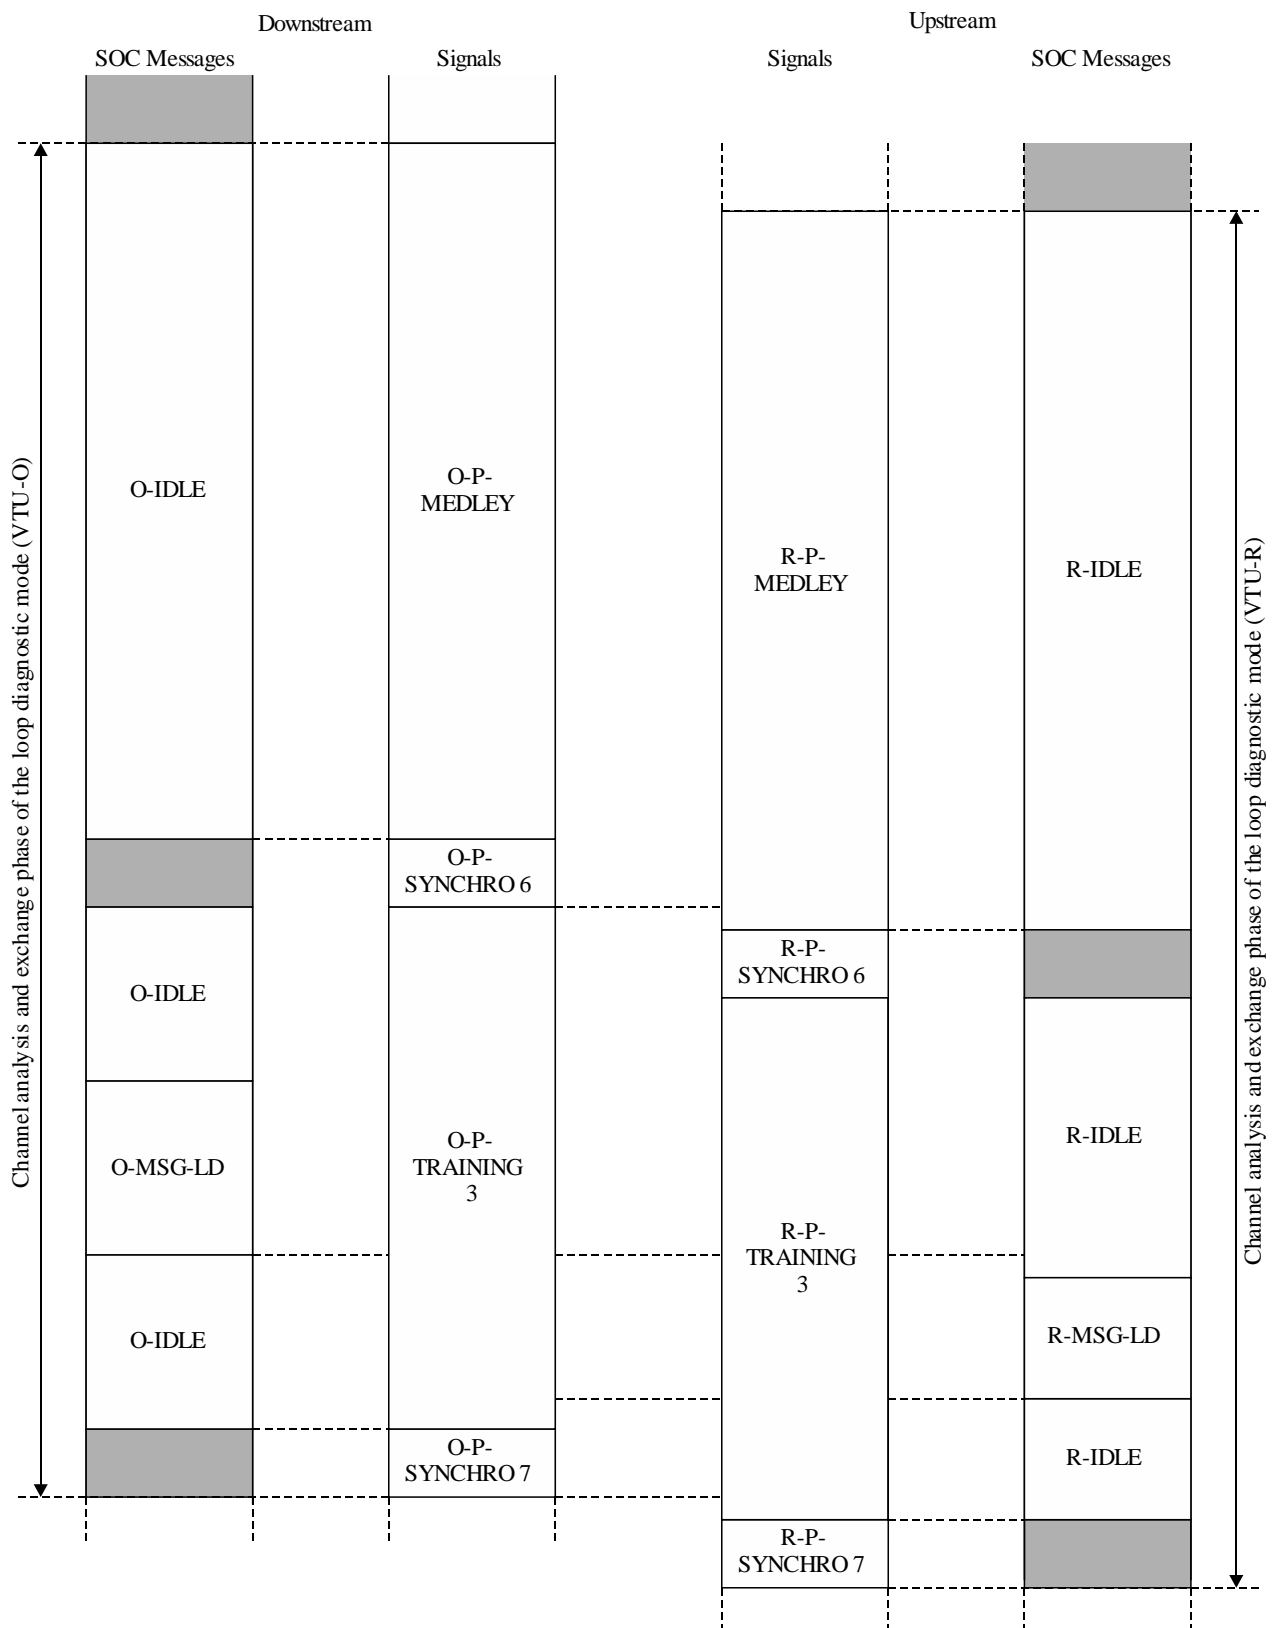 Downstream
Upstream
SOC Messages
Signals
Signals
SOC Messages
Channel analysis and exchange phase of the loop diagnostic mode (VTU-O)
O-IDLE
O-P-
MEDLEY
R-P-
MEDLEY
R-IDLE
Channel analysis and exchange phase of the loop diagnostic mode (VTU-R)
O-P-
SYNCHRO 6
R-P-
SYNCHRO 6
O-IDLE
O-MSG-LD
O-P-
TRAINING
3
R-IDLE
R-P-
TRAINING
3
O-IDLE
R-MSG-LD
O-P-
SYNCHRO 7
R-IDLE
R-P-
SYNCHRO 7